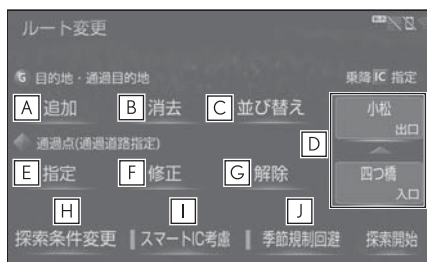 ルート変更
G 目的地・通過目的地
乗降IC 指定
A 追加 B 消去 C 並び替え
小松
出口
D
通過点(通過道路指定)
E 指定 F 修正 G 解除
四つ橋
入口
H I J
探索条件変更 スマートIC考慮 季節規制回避 探索開始